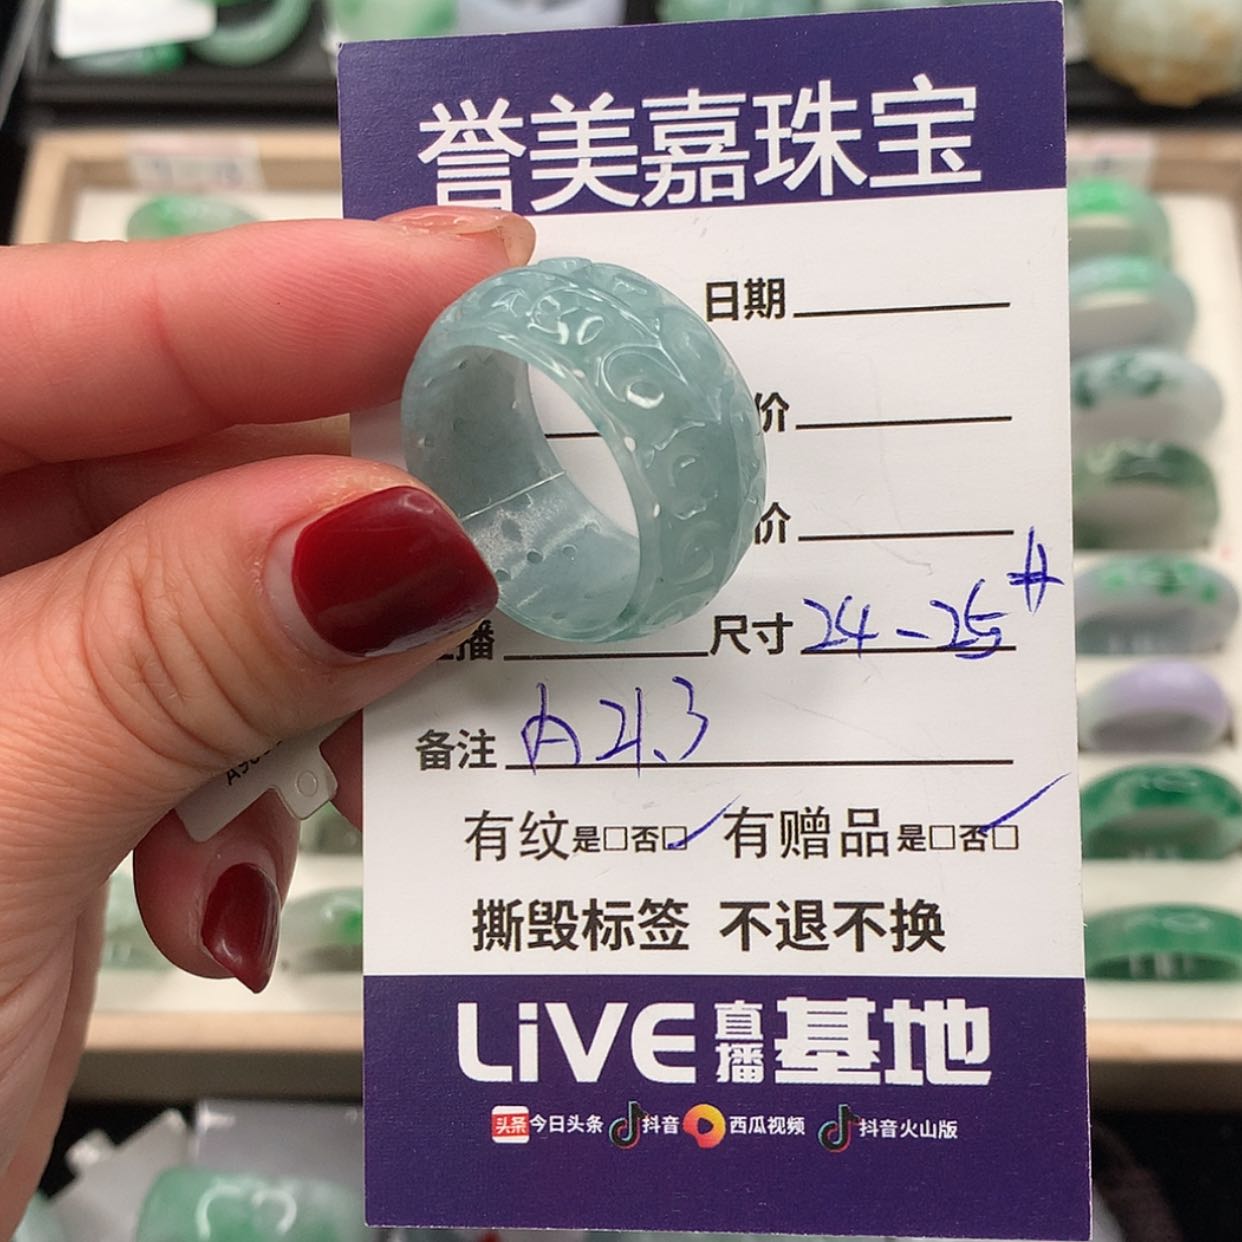 誉美嘉珠宝
日期
价
价
播 尺寸 24-25#
备注 内21.3
有纹是□否□ 有赠品是□否□
撕毁标签 不退不换
LiVE直播基地
头条 今日头条 抖音 西瓜视频 抖音火山版